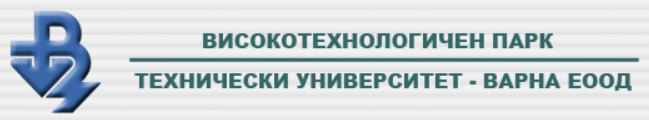 ВИСОКОТЕХНОЛОГИЧЕН ПАРК
ТЕХНИЧЕСКИ УНИВЕРСИТЕТ - ВАРНА ЕООД